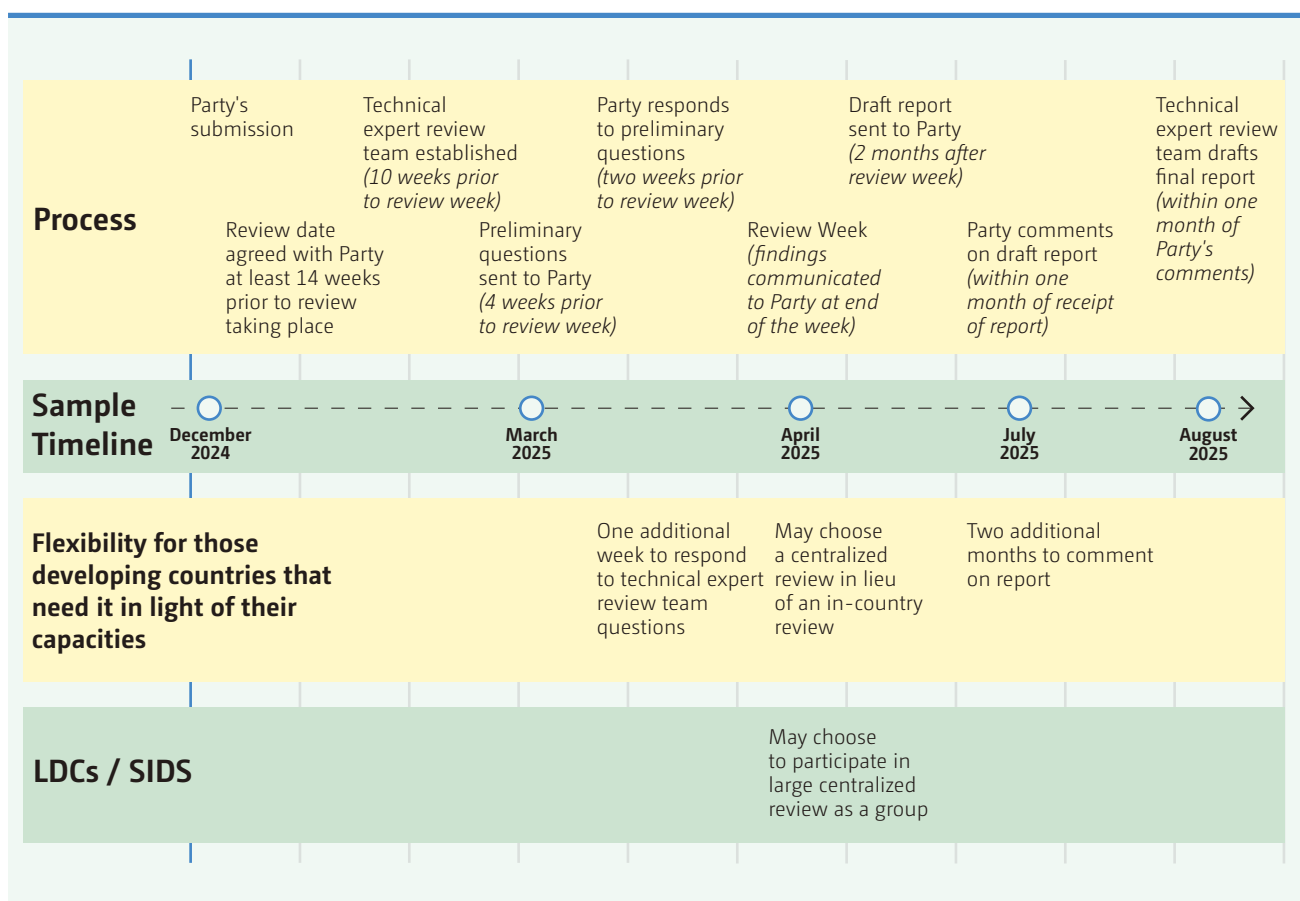 Process
Party's
submission
Review date
agreed with Party
at least 14 weeks
prior to review
taking place
Technical
expert review
team established
(10 weeks prior
to review week)
Preliminary
questions
sent to Party
(4 weeks prior
to review week)
Party responds
to preliminary
questions
(two weeks prior
to review week)
Review Week
(findings
communicated
to Party at end
of the week)
Draft report
sent to Party
(2 months after
review week)
Party comments
on draft report
(within one
month of receipt
of report)
Technical
expert review
team drafts
final report
(within one
month of
Party's
comments)
Sample
Timeline
December
2024
March
2025
April
2025
July
2025
August
2025
Flexibility for those
developing countries that
need it in light of their
capacities
One additional
week to respond
to technical expert
review team
questions
May choose
a centralized
review in lieu
of an in-country
review
Two additional
months to comment
on report
LDCs / SIDS
May choose
to participate in
large centralized
review as a group